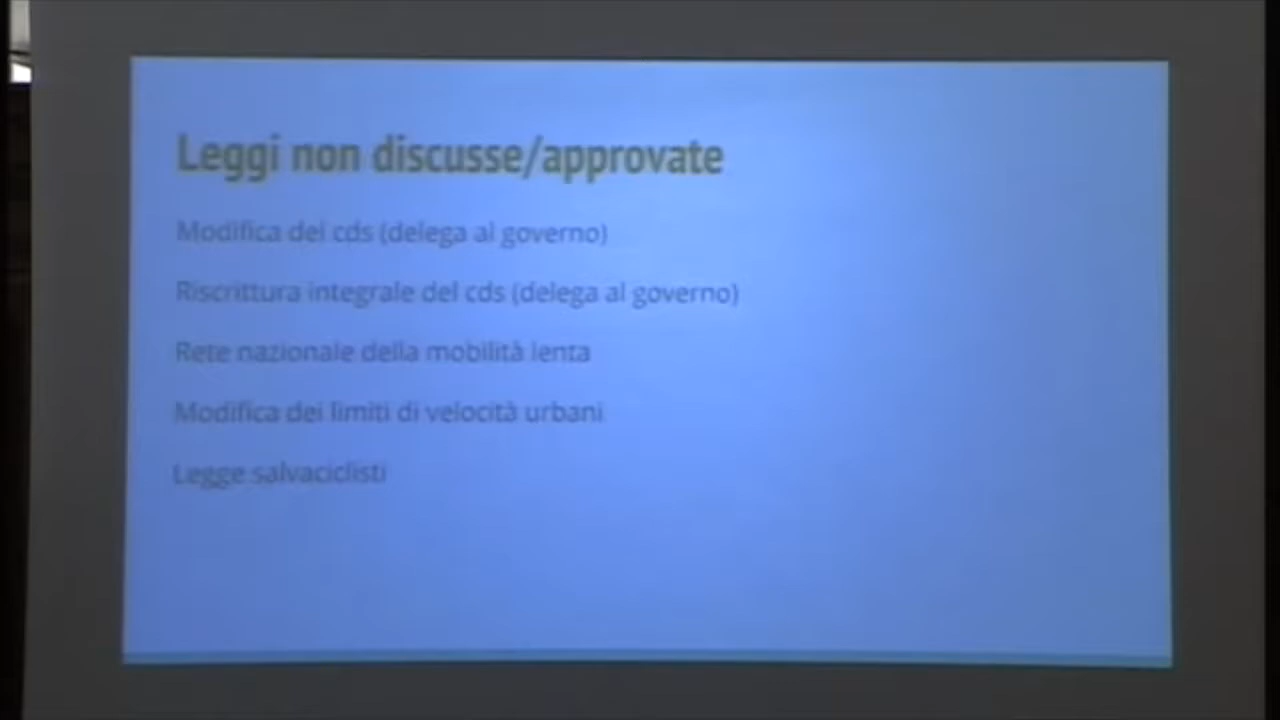 Leggi non discusse/approvate
Modifica del cds (delega al governo)
Riscrittura integrale del cds (delega al governo)
Rete nazionale della mobilità lenta
Modifica dei limiti di velocità urbani
Legge salvaciclisti